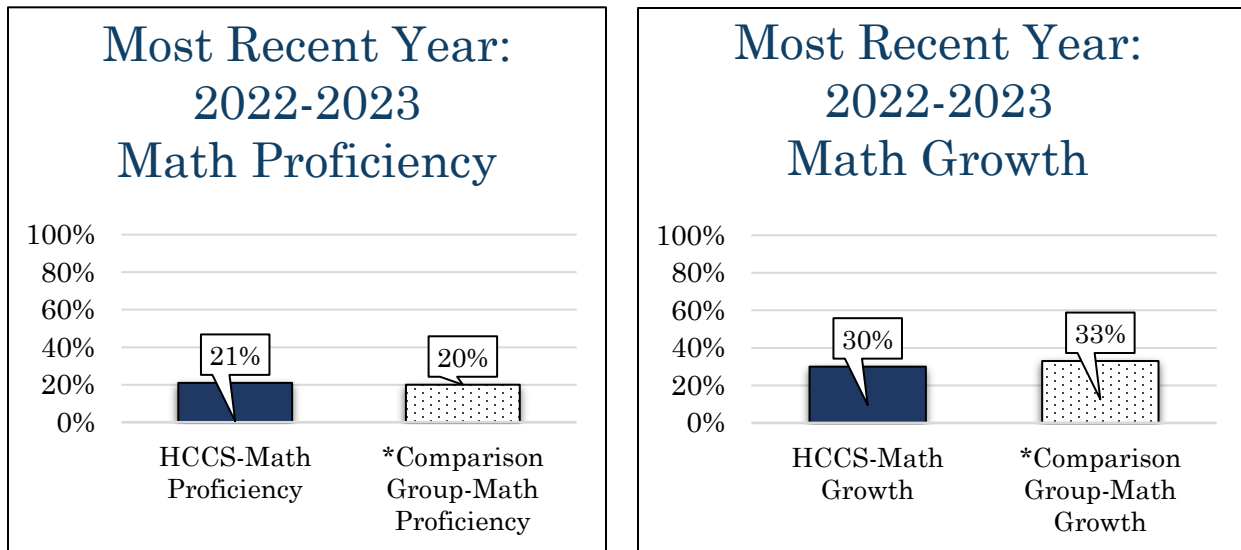 Most Recent Year:
2022-2023
Math Proficiency
100%
80%
60%
40%
20%
0%
21%
20%
HCCS-Math
Proficiency
*Comparison
Group-Math
Proficiency
Most Recent Year:
2022-2023
Math Growth
100%
80%
60%
40%
20%
0%
30%
33%
HCCS-Math
Growth
*Comparison
Group-Math
Growth